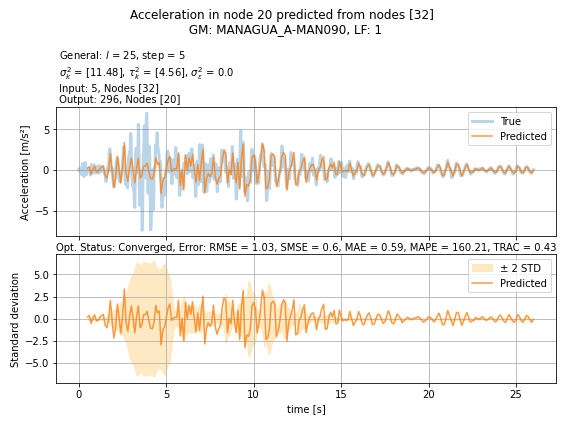 Acceleration in node 20 predicted from nodes [32]
GM: MANAGUA_A-MAN090, LF: 1
General: l = 25, step = 5
σ²ₖ = [11.48], τ²ₖ = [4.56], σ²ε = 0.0
Input: 5, Nodes [32]
Output: 296, Nodes [20]
Acceleration [m/s²]
5
0
−5
True
Predicted
Opt. Status: Converged, Error: RMSE = 1.03, SMSE = 0.6, MAE = 0.59, MAPE = 160.21, TRAC = 0.43
Standard deviation
5.0
2.5
0.0
−2.5
−5.0
± 2 STD
Predicted
0 5 10 15 20 25
time [s]